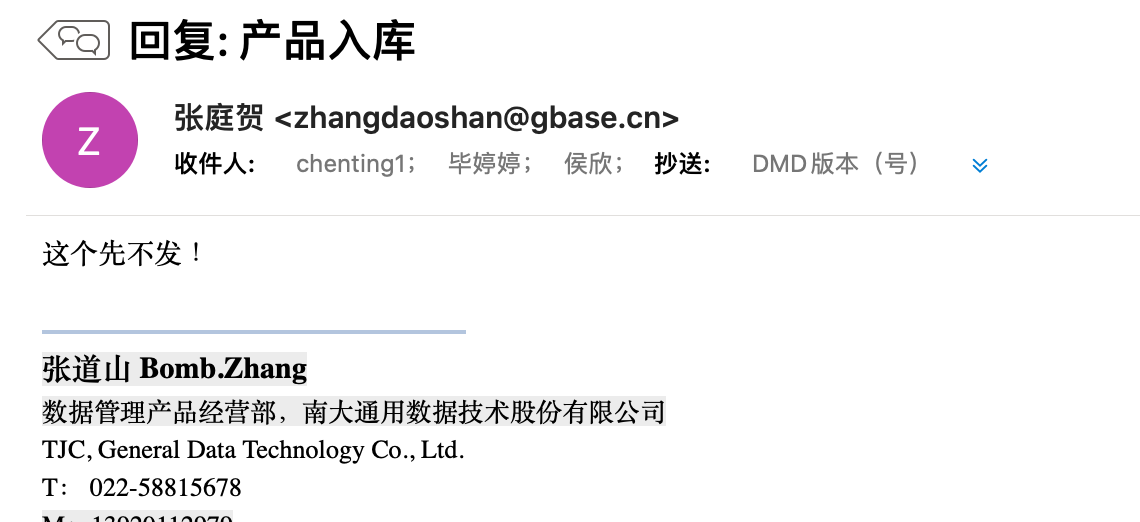 回复: 产品入库
Z
张庭贺 <zhangdaoshan@gbase.cn>
收件人: chenting1; 毕婷婷; 侯欣; 抄送: DMD版本（号）
这个先不发！
张道山 Bomb.Zhang
数据管理产品经营部，南大通用数据技术股份有限公司
TJC, General Data Technology Co., Ltd.
T： 022-58815678